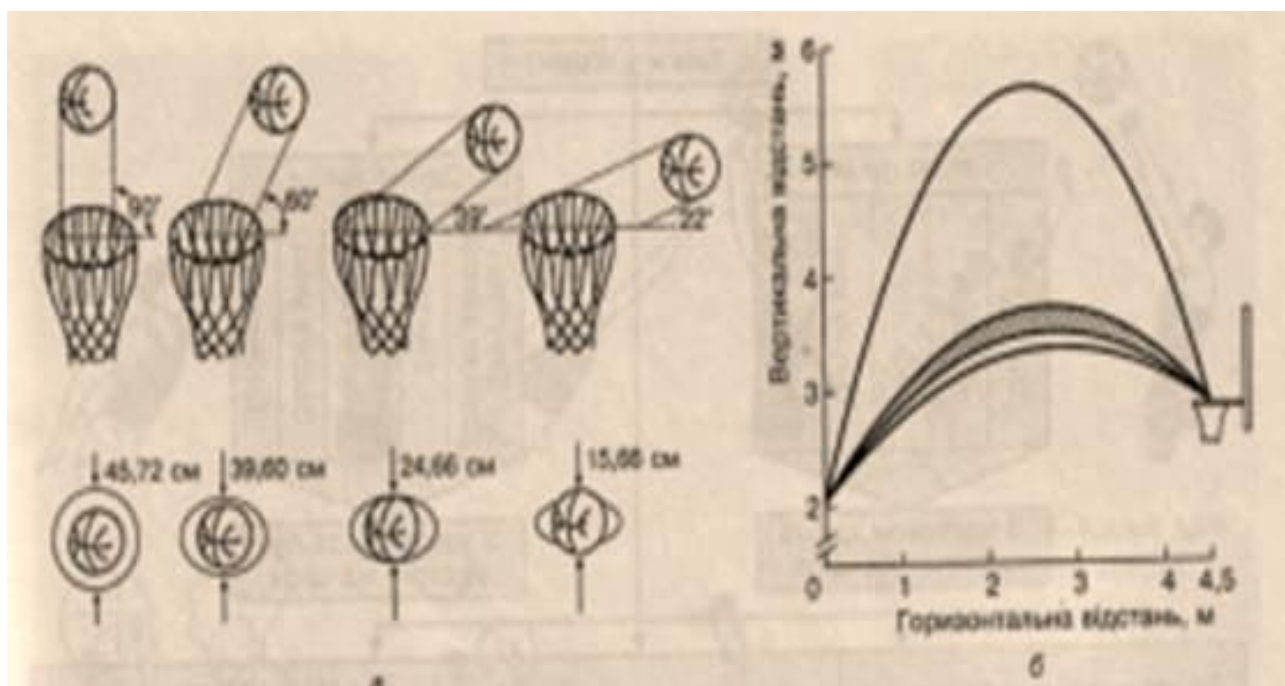 90°
60°
39°
22°
45,72 см
39,60 см
24,66 см
15,66 см
Вертикальна відстань, м
6
5
4
3
2
0
1
2
3
4
4,5
Горизонтальна відстань, м
б